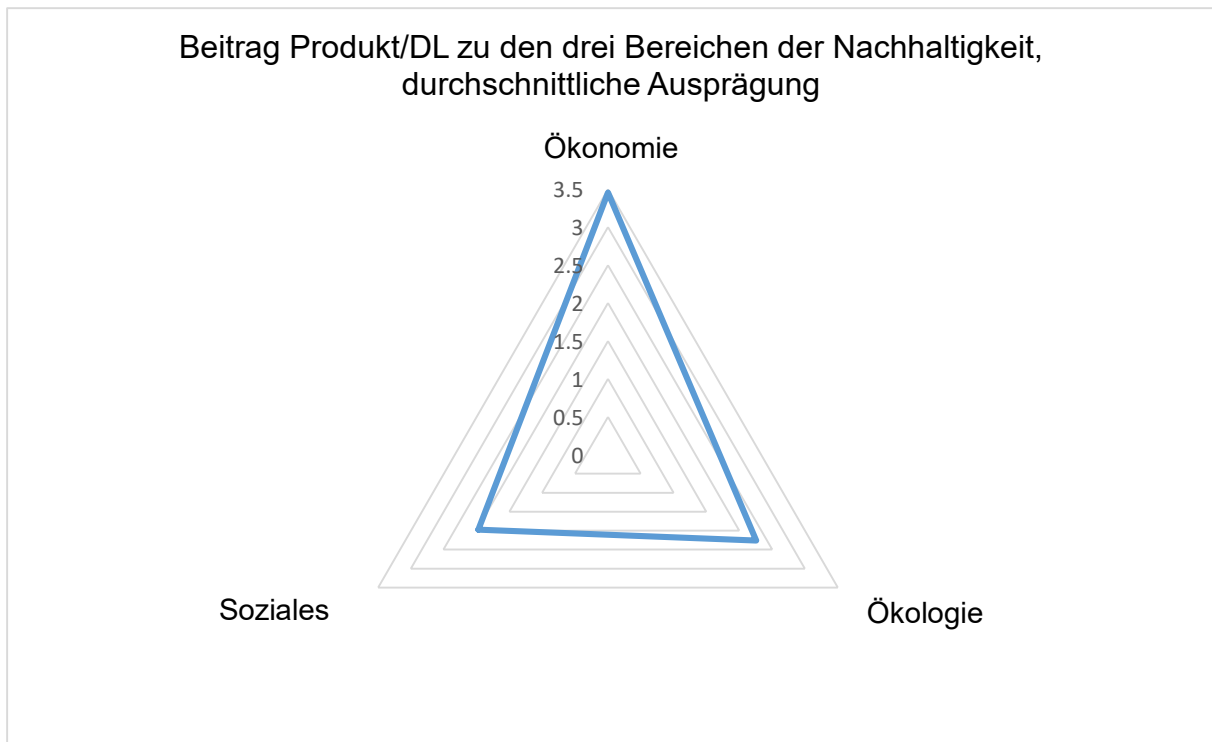 Beitrag Produkt/DL zu den drei Bereichen der Nachhaltigkeit,
durchschnittliche Ausprägung
Ökonomie
3.5
3
2.5
2
1.5
1
0.5
0
Soziales
Ökologie